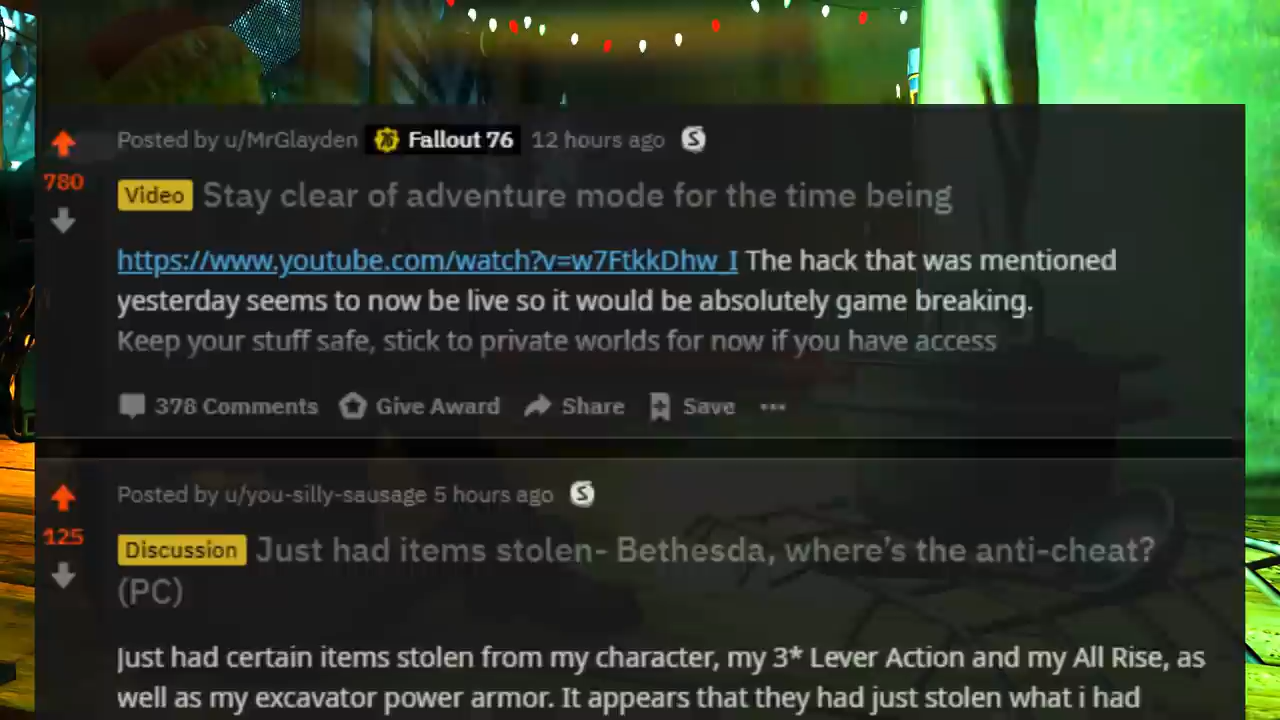 Posted by u/MrGlayden Fallout 76 12 hours ago
780
Video Stay clear of adventure mode for the time being
https://www.youtube.com/watch?v=w7FtkkDhw_I The hack that was mentioned
yesterday seems to now be live so it would be absolutely game breaking.
Keep your stuff safe, stick to private worlds for now if you have access
378 Comments Give Award Share Save ...
Posted by u/you-silly-sausage 5 hours ago
125
Discussion Just had items stolen- Bethesda, where's the anti-cheat?
(PC)
Just had certain items stolen from my character, my 3* Lever Action and my All Rise, as
well as my excavator power armor. It appears that they had just stolen what i had